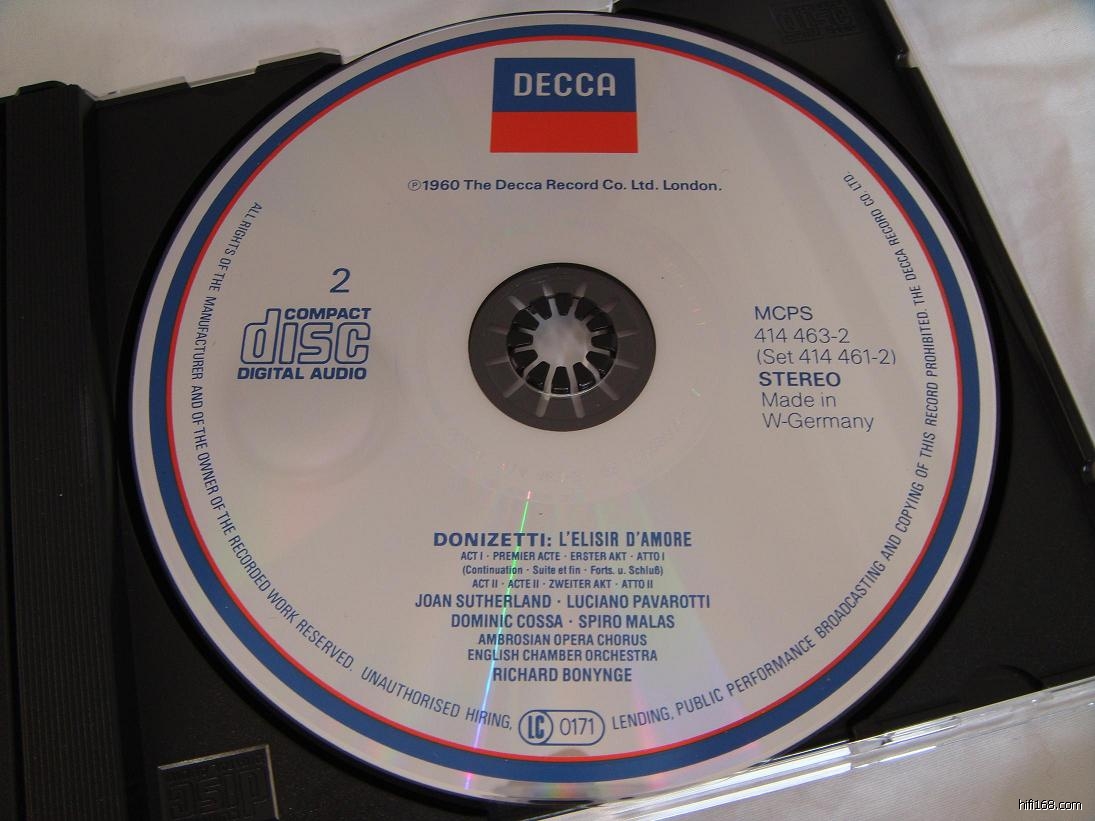 DECCA
℗1960 The Decca Record Co. Ltd. London.
2
COMPACT
disc
DIGITAL AUDIO
MCPS
414 463-2
(Set 414 461-2)
STEREO
Made in
W-Germany
DONIZETTI: L'ELISIR D'AMORE
ACT I · PREMIER ACTE · ERSTER AKT · ATTO I
(Continuation · Suite et fin · Forts. u. Schluß)
ACT II · ACTE II · ZWEITER AKT · ATTO II
JOAN SUTHERLAND · LUCIANO PAVAROTTI
DOMINIC COSSA · SPIRO MALAS
AMBROSIAN OPERA CHORUS
ENGLISH CHAMBER ORCHESTRA
RICHARD BONYNGE
ALL RIGHTS OF THE MANUFACTURER AND OF THE OWNER OF THE RECORDED WORK RESERVED. UNAUTHORISED HIRING, LENDING, PUBLIC PERFORMANCE BROADCASTING AND COPYING OF THIS RECORD PROHIBITED. THE DECCA RECORD CO. LTD.
LC 0171
disc
disc
hifi168.com